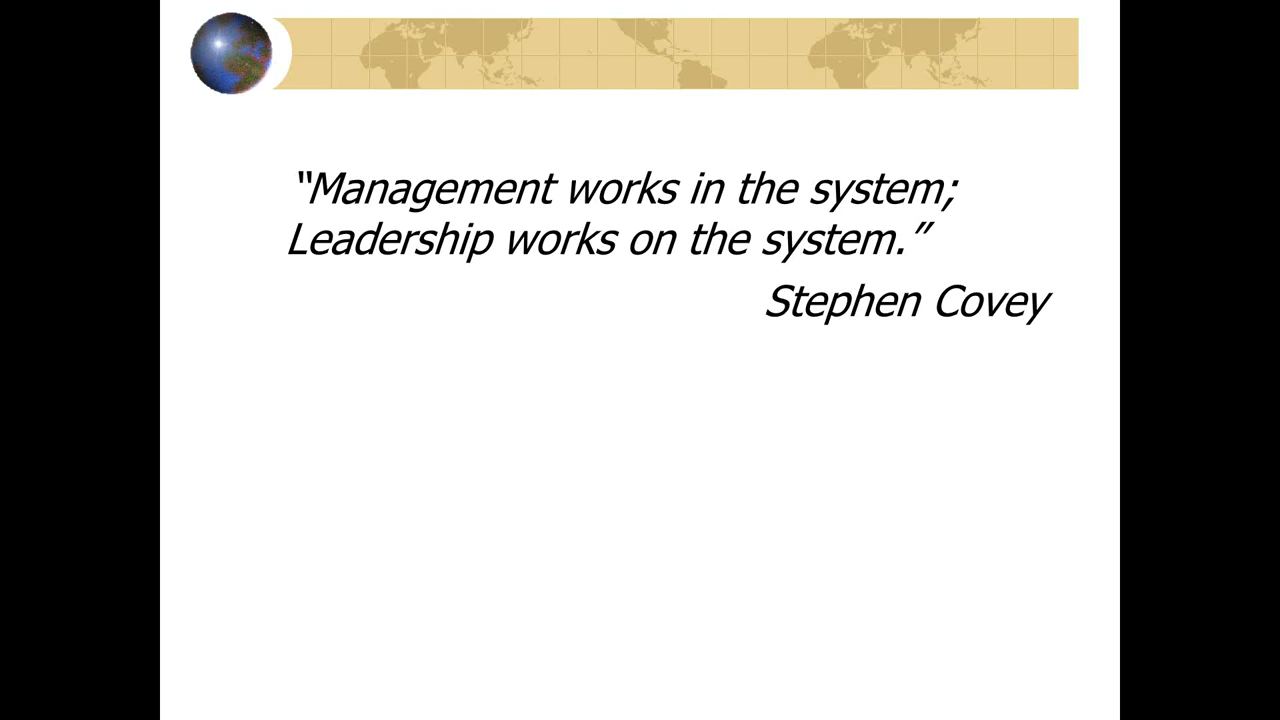 “Management works in the system;
Leadership works on the system.”
Stephen Covey